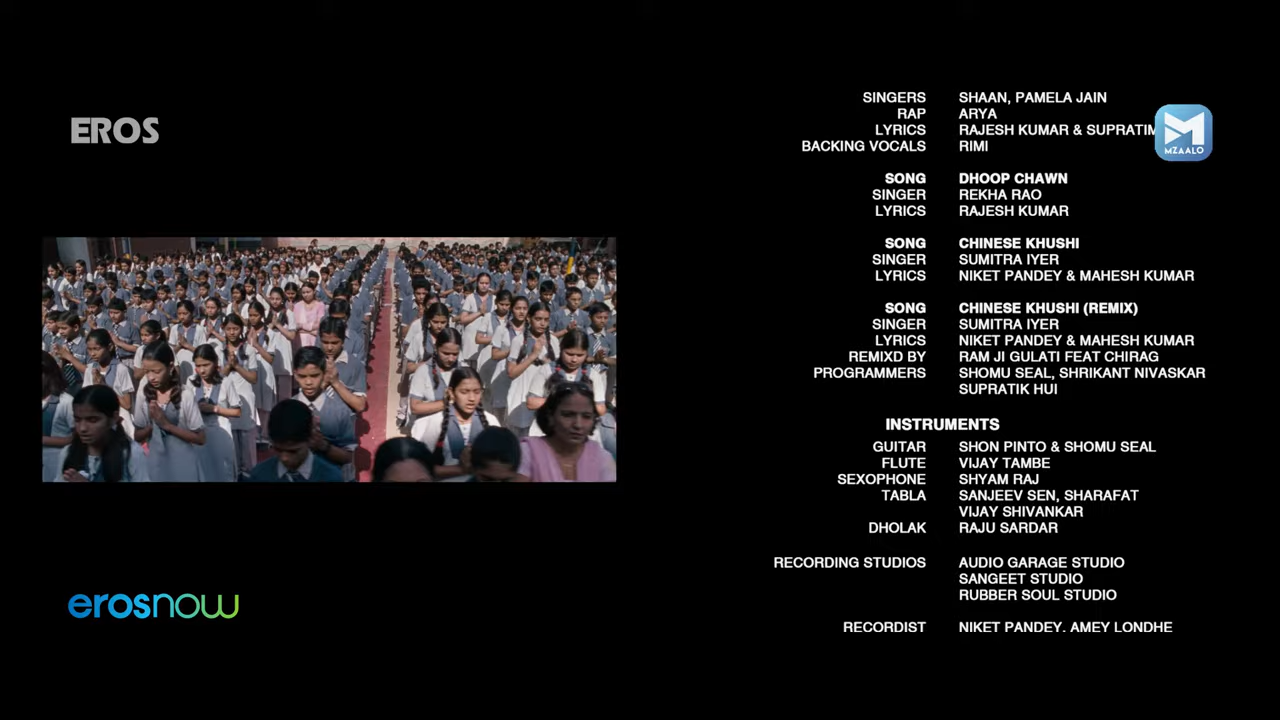 EROS
SINGERS SHAAN, PAMELA JAIN
RAP ARYA
LYRICS RAJESH KUMAR & SUPRATIM
BACKING VOCALS RIMI
MZAALO
SONG DHOOP CHAWN
SINGER REKHA RAO
LYRICS RAJESH KUMAR
SONG CHINESE KHUSHI
SINGER SUMITRA IYER
LYRICS NIKET PANDEY & MAHESH KUMAR
SONG CHINESE KHUSHI (REMIX)
SINGER SUMITRA IYER
LYRICS NIKET PANDEY & MAHESH KUMAR
REMIXD BY RAM JI GULATI FEAT CHIRAG
PROGRAMMERS SHOMU SEAL, SHRIKANT NIVASKAR
SUPRATIK HUI
INSTRUMENTS
GUITAR SHON PINTO & SHOMU SEAL
FLUTE VIJAY TAMBE
SEXOPHONE SHYAM RAJ
TABLA SANJEEV SEN, SHARAFAT
VIJAY SHIVANKAR
DHOLAK RAJU SARDAR
RECORDING STUDIOS AUDIO GARAGE STUDIO
SANGEET STUDIO
RUBBER SOUL STUDIO
erosnow
RECORDIST NIKET PANDEY, AMEY LONDHE